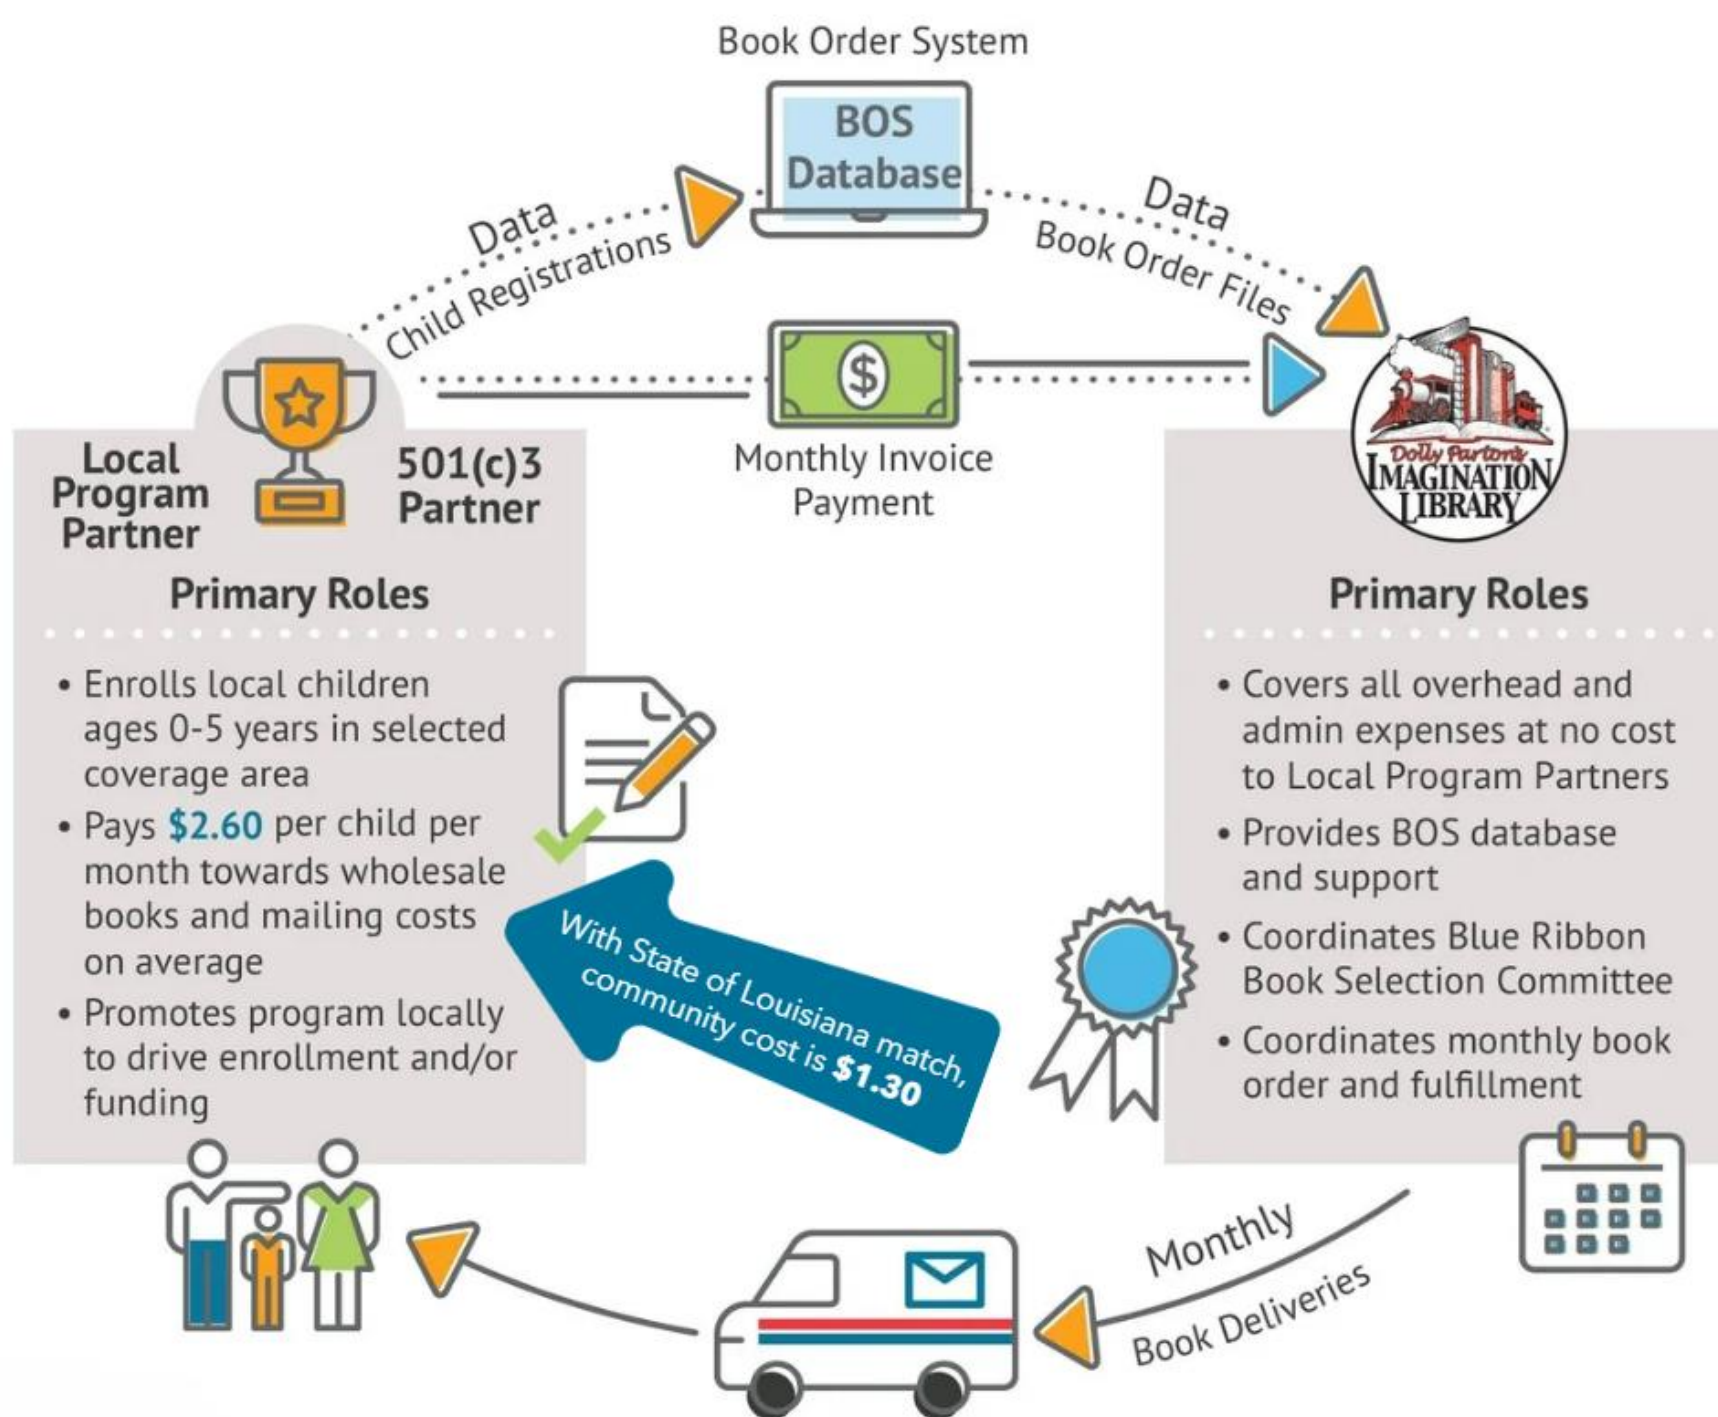 Book Order System
BOS
Database
Data
Child Registrations
Data
Book Order Files
$
Monthly Invoice
Payment
Local
Program
Partner
501(c)3
Partner
Primary Roles
• Enrolls local children
ages 0-5 years in selected
coverage area
• Pays $2.60 per child per
month towards wholesale
books and mailing costs
on average
• Promotes program locally
to drive enrollment and/or
funding
With State of Louisiana match,
community cost is $1.30
Dolly Parton's
IMAGINATION
LIBRARY
Primary Roles
• Covers all overhead and
admin expenses at no cost
to Local Program Partners
• Provides BOS database
and support
• Coordinates Blue Ribbon
Book Selection Committee
• Coordinates monthly book
order and fulfillment
Monthly
Book Deliveries